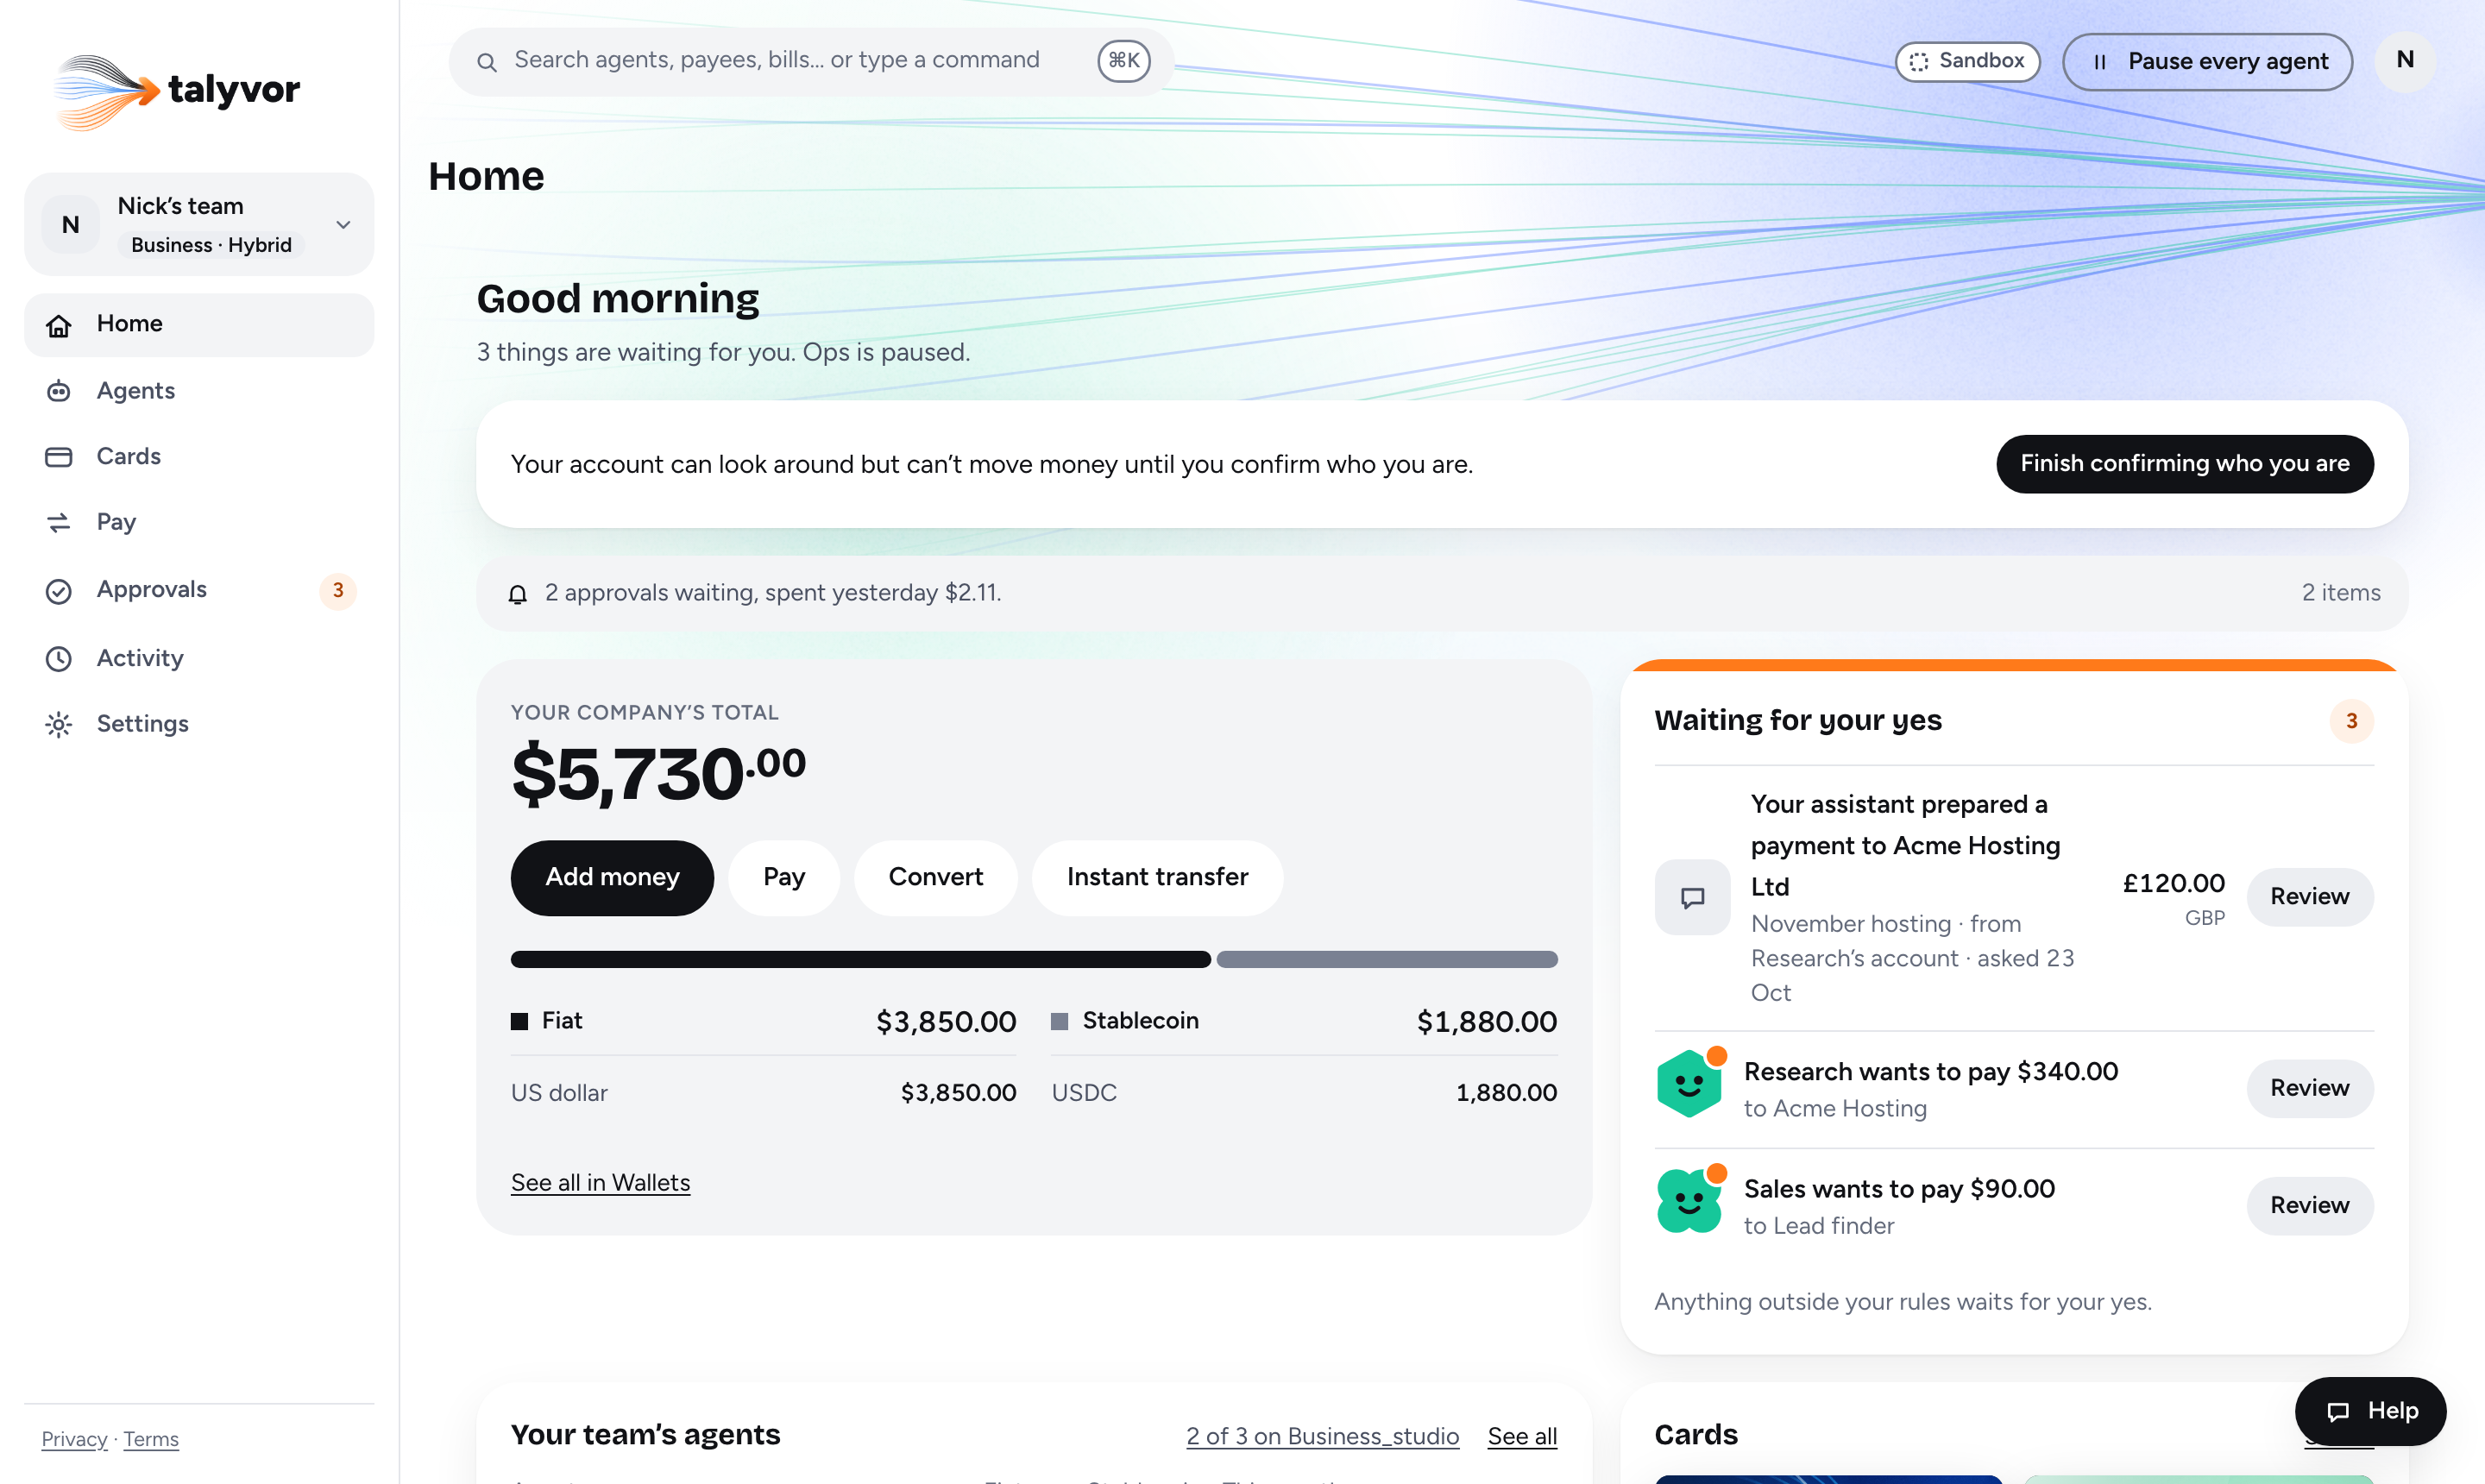 talyvor
N
Nick’s team
Business · Hybrid
Home
Agents
Cards
Pay
Approvals
3
Activity
Settings
Privacy · Terms
Search agents, payees, bills... or type a command
⌘K
Sandbox
Pause every agent
N
Home
Good morning
3 things are waiting for you. Ops is paused.
Your account can look around but can’t move money until you confirm who you are.
Finish confirming who you are
2 approvals waiting, spent yesterday $2.11.
2 items
YOUR COMPANY’S TOTAL
$5,730.00
Add money
Pay
Convert
Instant transfer
Fiat
$3,850.00
Stablecoin
$1,880.00
US dollar
$3,850.00
USDC
1,880.00
See all in Wallets
Waiting for your yes
3
Your assistant prepared a
payment to Acme Hosting
Ltd
November hosting · from
Research’s account · asked 23
Oct
£120.00
GBP
Review
Research wants to pay $340.00
to Acme Hosting
Review
Sales wants to pay $90.00
to Lead finder
Review
Anything outside your rules waits for your yes.
Your team’s agents
2 of 3 on Business_studio
See all
Cards
Help